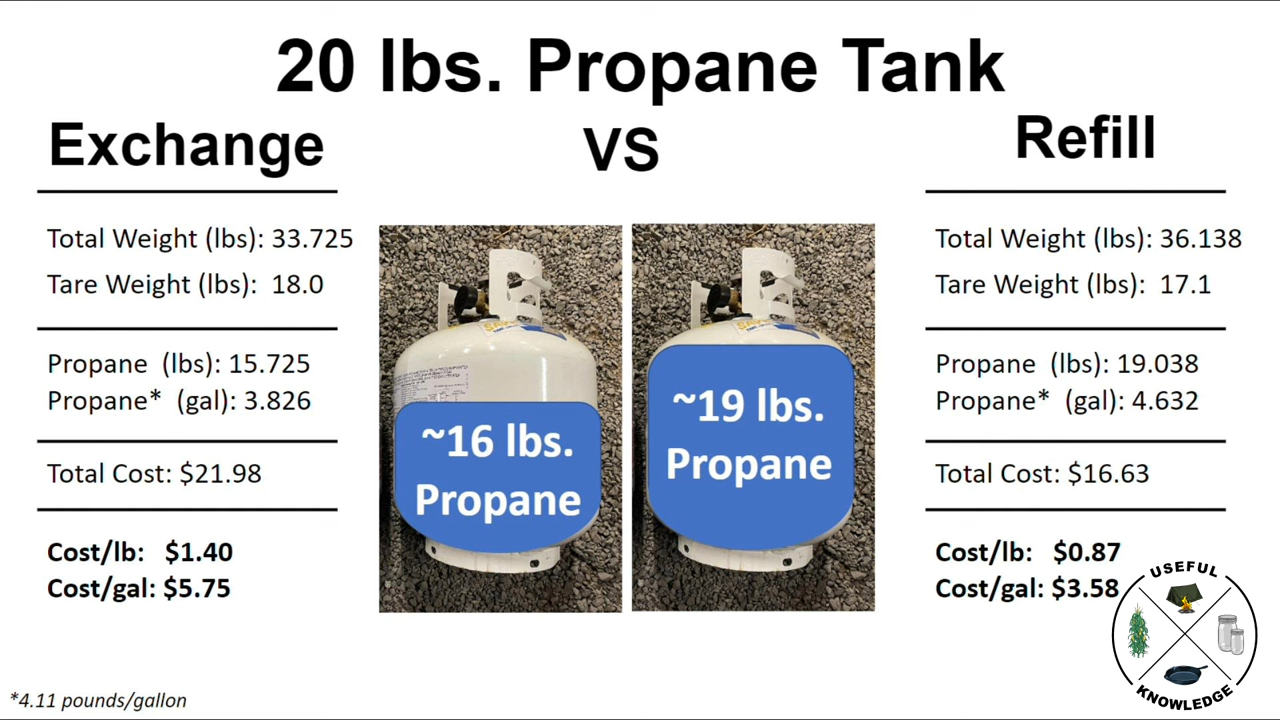 20 lbs. Propane Tank
Exchange
VS
Refill
Total Weight (lbs): 33.725
Tare Weight (lbs): 18.0
Propane (lbs): 15.725
Propane* (gal): 3.826
Total Cost: $21.98
Cost/lb: $1.40
Cost/gal: $5.75
~16 lbs.
Propane
~19 lbs.
Propane
Total Weight (lbs): 36.138
Tare Weight (lbs): 17.1
Propane (lbs): 19.038
Propane* (gal): 4.632
Total Cost: $16.63
Cost/lb: $0.87
Cost/gal: $3.58
USEFUL
KNOWLEDGE
*4.11 pounds/gallon